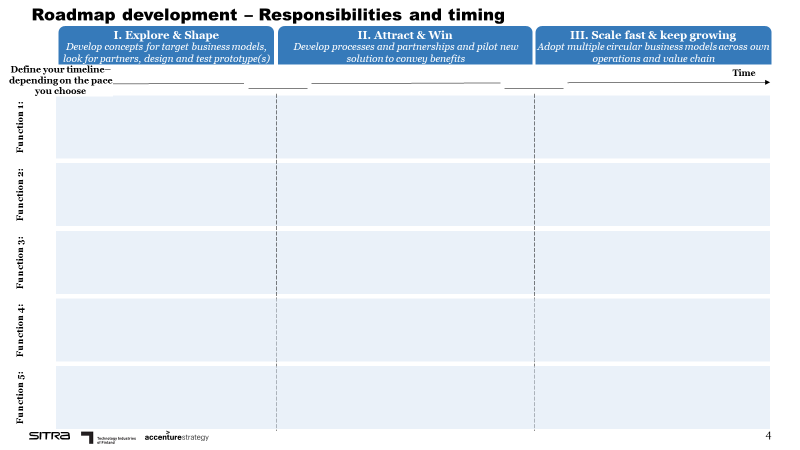 Roadmap development – Responsibilities and timing
I. Explore & Shape
Develop concepts for target business models,
look for partners, design and test prototype(s)
II. Attract & Win
Develop processes and partnerships and pilot new
solution to convey benefits
III. Scale fast & keep growing
Adopt multiple circular business models across own
operations and value chain
Define your timeline–
depending on the pace
you choose
Time
Function 1:
Function 2:
Function 3:
Function 4:
Function 5:
SITRA
Technology Industries
of Finland
accenturestrategy
4